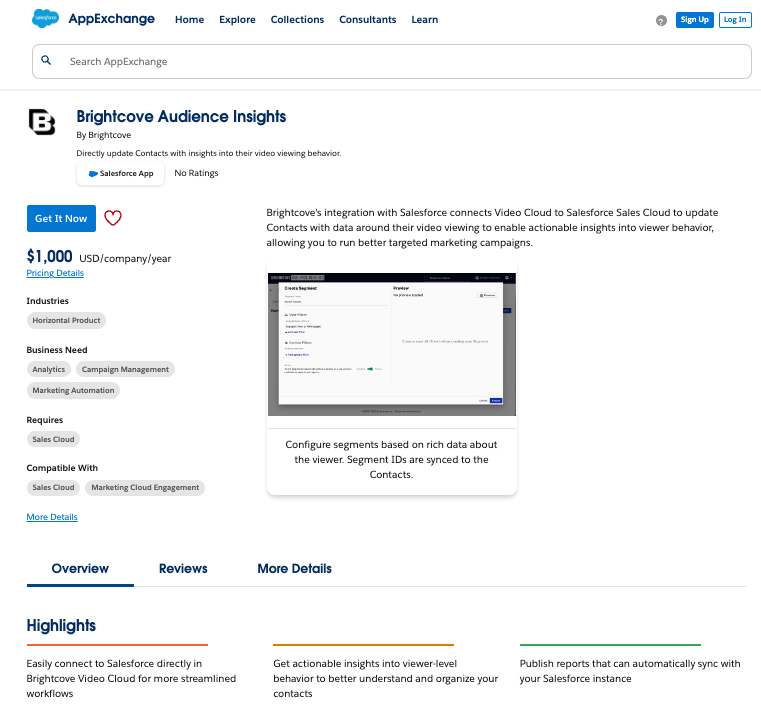 salesforce
AppExchange
Home
Explore
Collections
Consultants
Learn
?
Sign Up
Log In
Search AppExchange
B
Brightcove Audience Insights
By Brightcove
Directly update Contacts with insights into their video viewing behavior.
Salesforce App
No Ratings
Get It Now
Brightcove's integration with Salesforce connects Video Cloud to Salesforce Sales Cloud to update
Contacts with data around their video viewing to enable actionable insights into viewer behavior,
allowing you to run better targeted marketing campaigns.
$1,000 USD/company/year
Pricing Details
Industries
Horizontal Product
Business Need
Analytics
Campaign Management
Marketing Automation
Requires
Sales Cloud
Compatible With
Sales Cloud
Marketing Cloud Engagement
More Details
Create Segment
Preview
Configure segments based on rich data about
the viewer. Segment IDs are synced to the
Contacts.
Overview
Reviews
More Details
Highlights
Easily connect to Salesforce directly in
Brightcove Video Cloud for more streamlined
workflows
Get actionable insights into viewer-level
behavior to better understand and organize your
contacts
Publish reports that can automatically sync with
your Salesforce instance